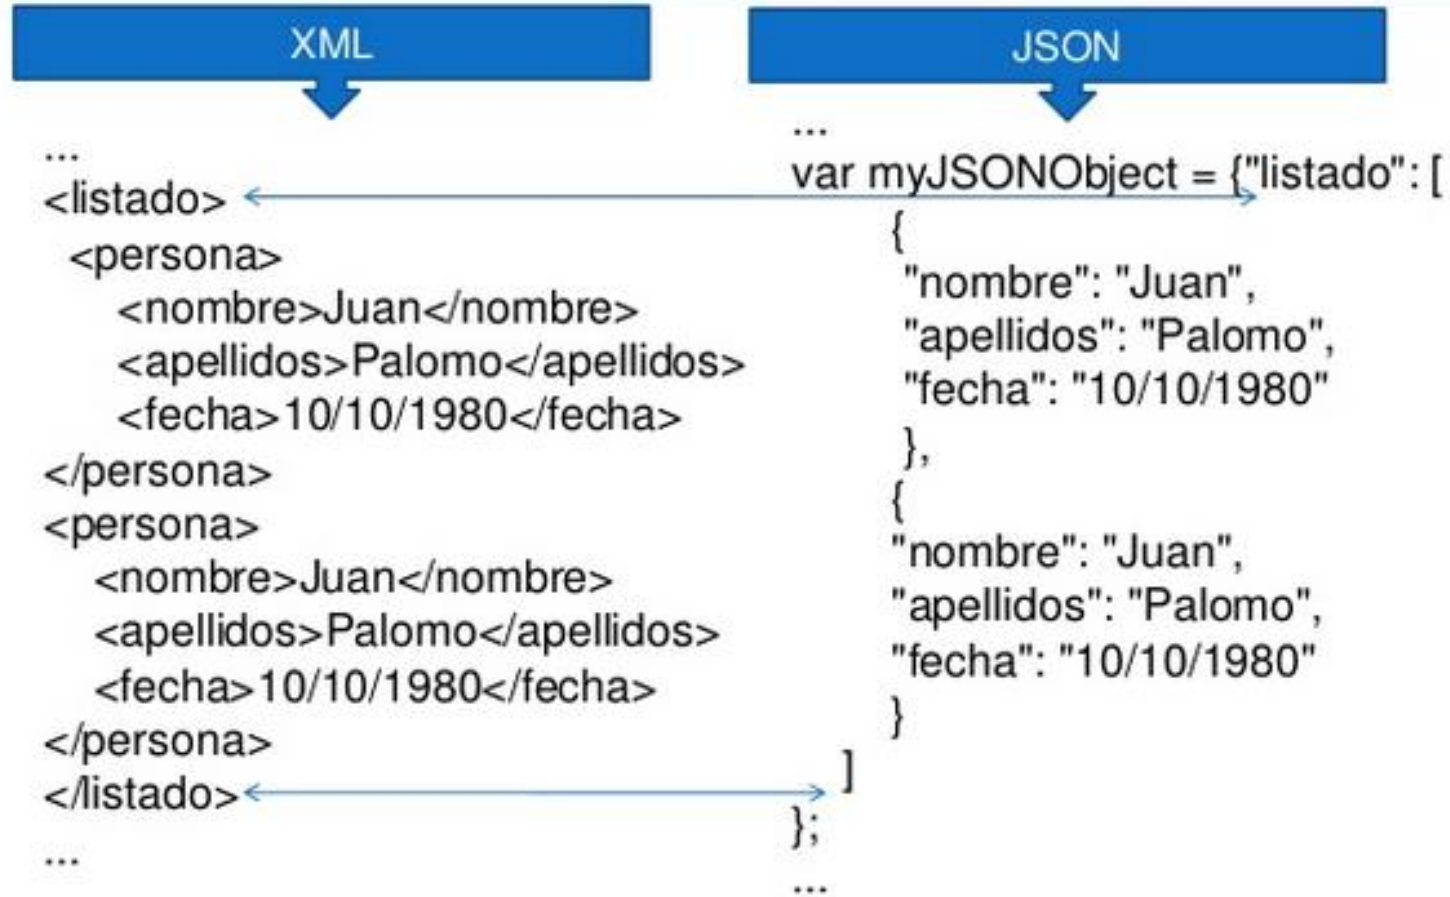 XML
...
<listado>
<persona>
<nombre>Juan</nombre>
<apellidos>Palomo</apellidos>
<fecha>10/10/1980</fecha>
</persona>
<persona>
<nombre>Juan</nombre>
<apellidos>Palomo</apellidos>
<fecha>10/10/1980</fecha>
</persona>
</listado>
...
JSON
...
var myJSONObject = {"listado": [
{
"nombre": "Juan",
"apellidos": "Palomo",
"fecha": "10/10/1980"
},
{
"nombre": "Juan",
"apellidos": "Palomo",
"fecha": "10/10/1980"
}
]
};
...